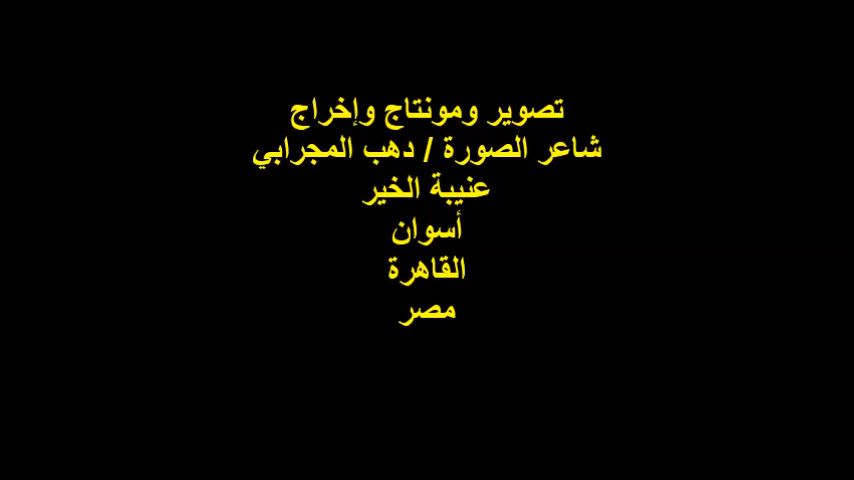 تصوير ومونتاج وإخراج
شاعر الصورة / دهب المجرابي
عنيبة الخير
أسوان
القاهرة
مصر